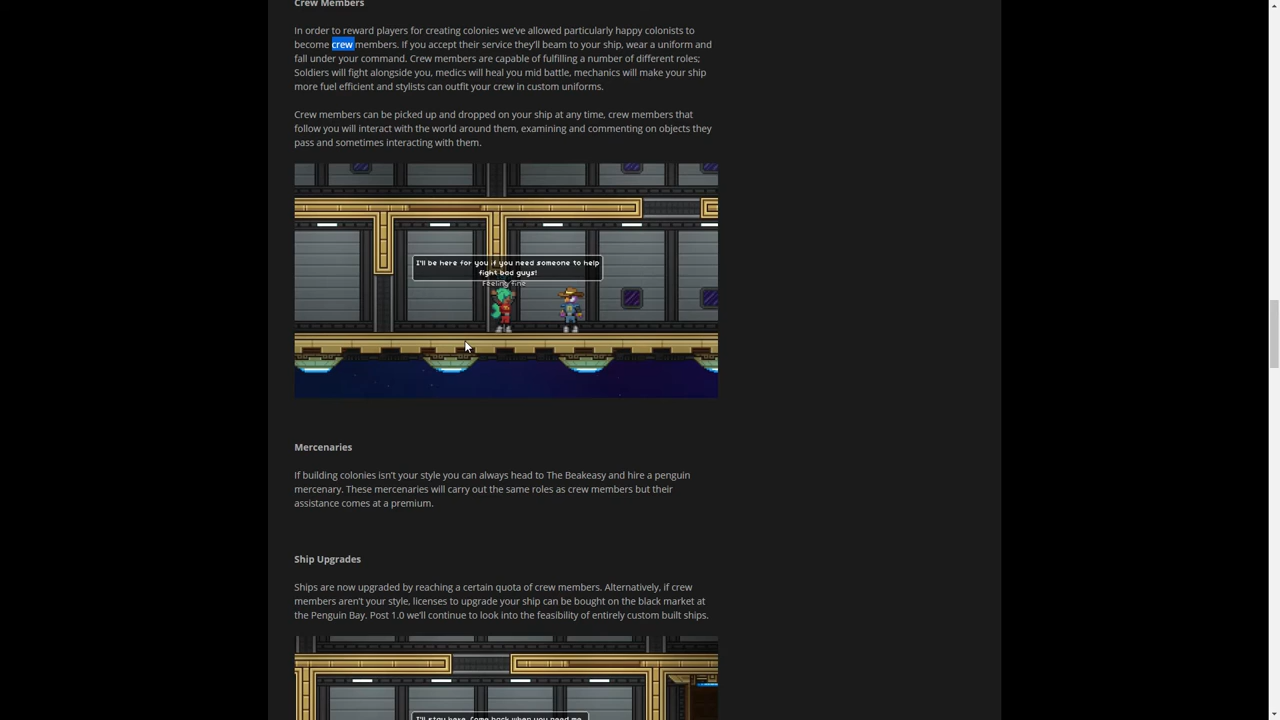 Crew Members
In order to reward players for creating colonies we've allowed particularly happy colonists to
become crew members. If you accept their service they'll beam to your ship, wear a uniform and
fall under your command. Crew members are capable of fulfilling a number of different roles;
Soldiers will fight alongside you, medics will heal you mid battle, mechanics will make your ship
more fuel efficient and stylists can outfit your crew in custom uniforms.
Crew members can be picked up and dropped on your ship at any time, crew members that
follow you will interact with the world around them, examining and commenting on objects they
pass and sometimes interacting with them.
I'll be here for you if you need someone to help
fight bad guys!
Feeling fine
Mercenaries
If building colonies isn't your style you can always head to The Beakeasy and hire a penguin
mercenary. These mercenaries will carry out the same roles as crew members but their
assistance comes at a premium.
Ship Upgrades
Ships are now upgraded by reaching a certain quota of crew members. Alternatively, if crew
members aren't your style, licenses to upgrade your ship can be bought on the black market at
the Penguin Bay. Post 1.0 we'll continue to look into the feasibility of entirely custom built ships.
I'll stay here. Come back when you need me